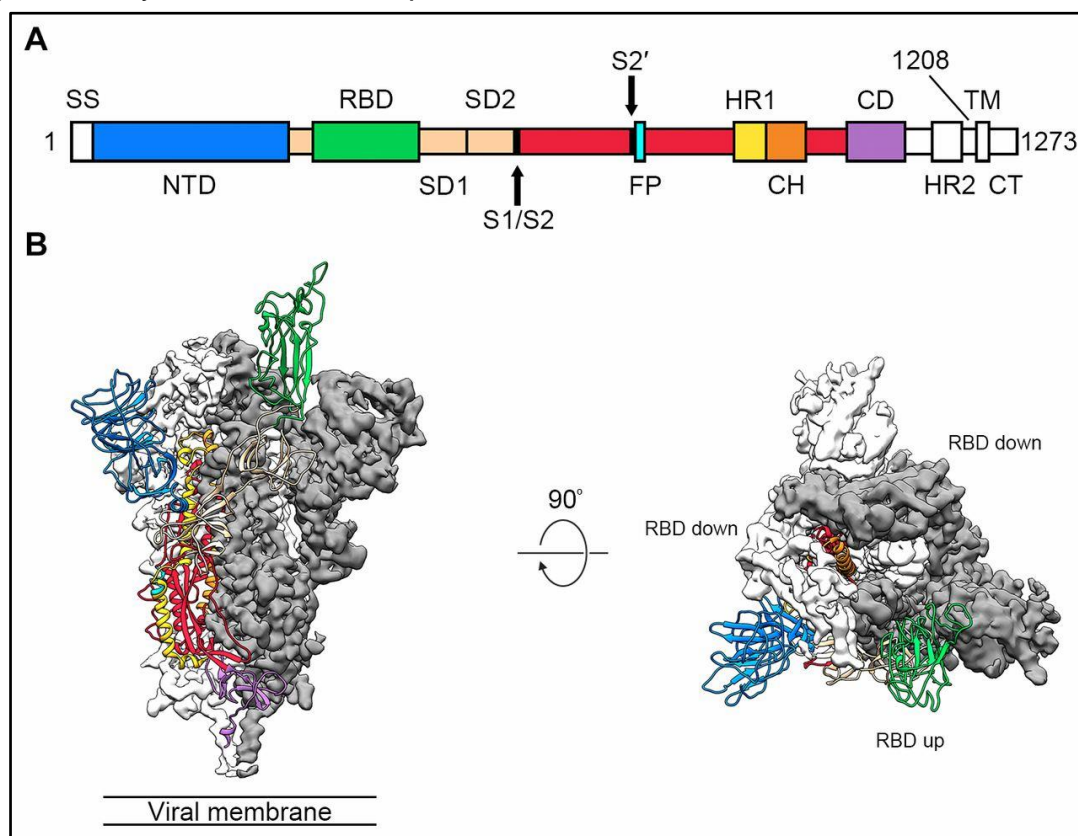 A
S2′
1208
SS
RBD
SD2
HR1
CD
TM
1
1273
NTD
SD1
FP
CH
HR2
CT
S1/S2
B
90°
RBD down
RBD down
RBD up
Viral membrane